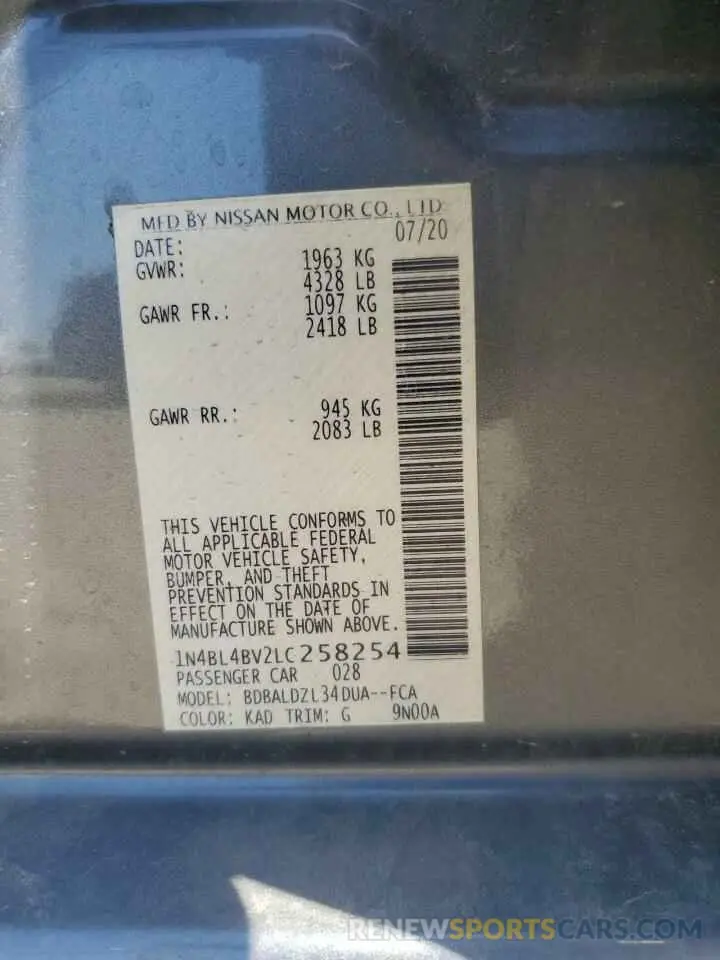 MFD BY NISSAN MOTOR CO., LTD
DATE: 07/20
GVWR: 1963 KG
4328 LB
GAWR FR.: 1097 KG
2418 LB
GAWR RR.: 945 KG
2083 LB
THIS VEHICLE CONFORMS TO
ALL APPLICABLE FEDERAL
MOTOR VEHICLE SAFETY,
BUMPER, AND THEFT
PREVENTION STANDARDS IN
EFFECT ON THE DATE OF
MANUFACTURE SHOWN ABOVE.
1N4BL4BV2LC258254
PASSENGER CAR 028
MODEL: BDBALDZL34DUA--FCA
COLOR: KAD TRIM: G 9N00A
RENEWSPORTSCARS.COM